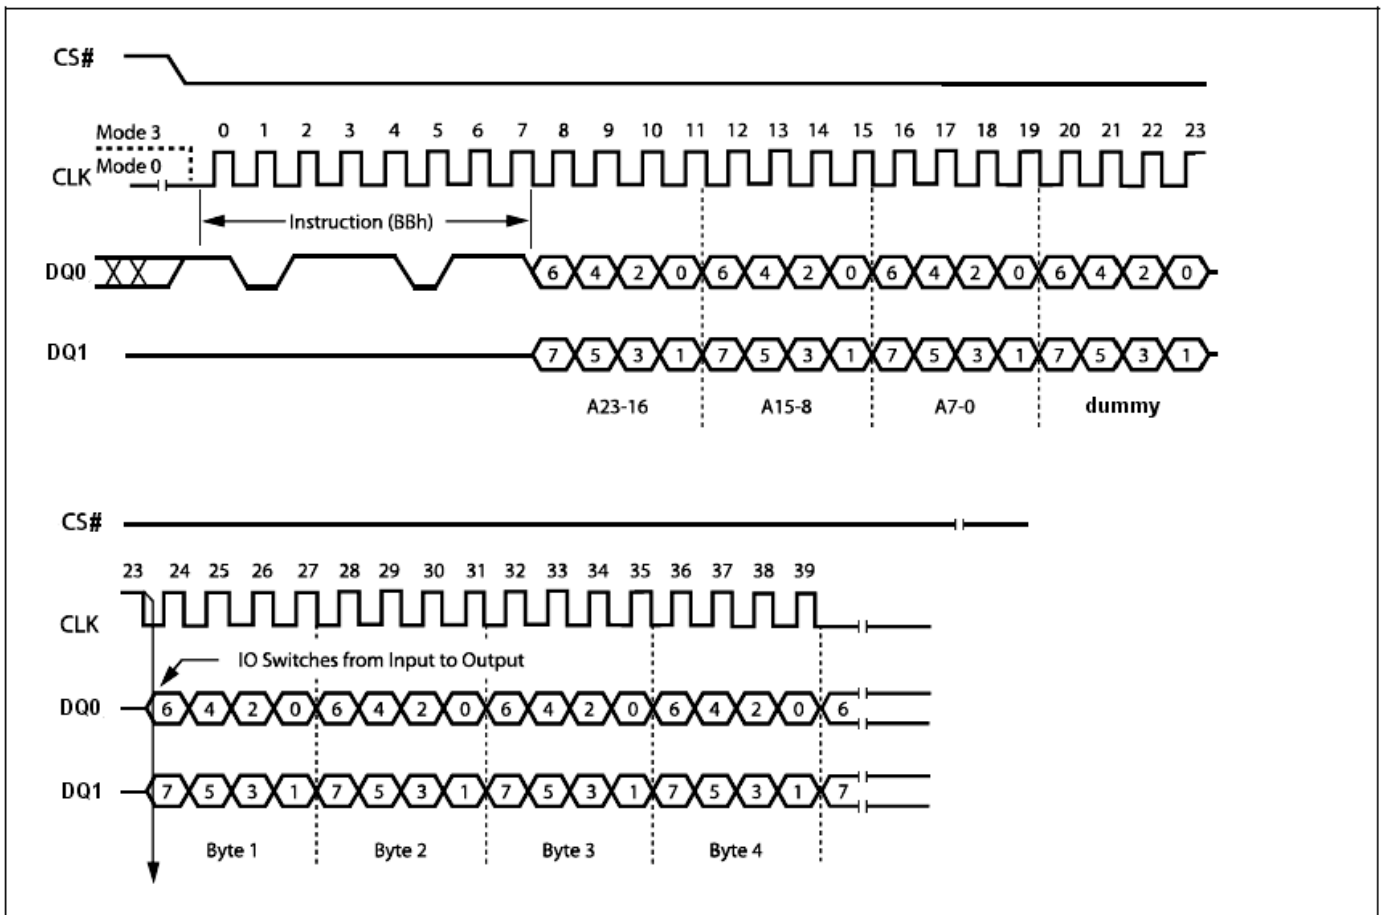 CS#
0 1 2 3 4 5 6 7 8 9 10 11 12 13 14 15 16 17 18 19 20 21 22 23
Mode 3
Mode 0
CLK
Instruction (BBh)
DQ0 6 4 2 0 6 4 2 0 6 4 2 0 6 4 2 0
DQ1 7 5 3 1 7 5 3 1 7 5 3 1 7 5 3 1
A23-16 A15-8 A7-0 dummy
CS#
23 24 25 26 27 28 29 30 31 32 33 34 35 36 37 38 39
CLK
IO Switches from Input to Output
DQ0 6 4 2 0 6 4 2 0 6 4 2 0 6 4 2 0 6
DQ1 7 5 3 1 7 5 3 1 7 5 3 1 7 5 3 1 7
Byte 1 Byte 2 Byte 3 Byte 4